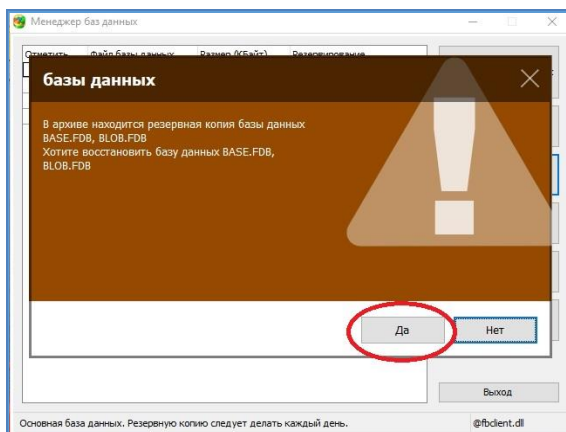 Менеджер баз данных
Отметить Файл базы данных Размер (КБайт) Резервирование
базы данных
В архиве находится резервная копия базы данных
BASE.FDB, BLOB.FDB
Хотите восстановить базу данных BASE.FDB,
BLOB.FDB
Да Нет
Выход
Основная база данных. Резервную копию следует делать каждый день. @fbclient.dll